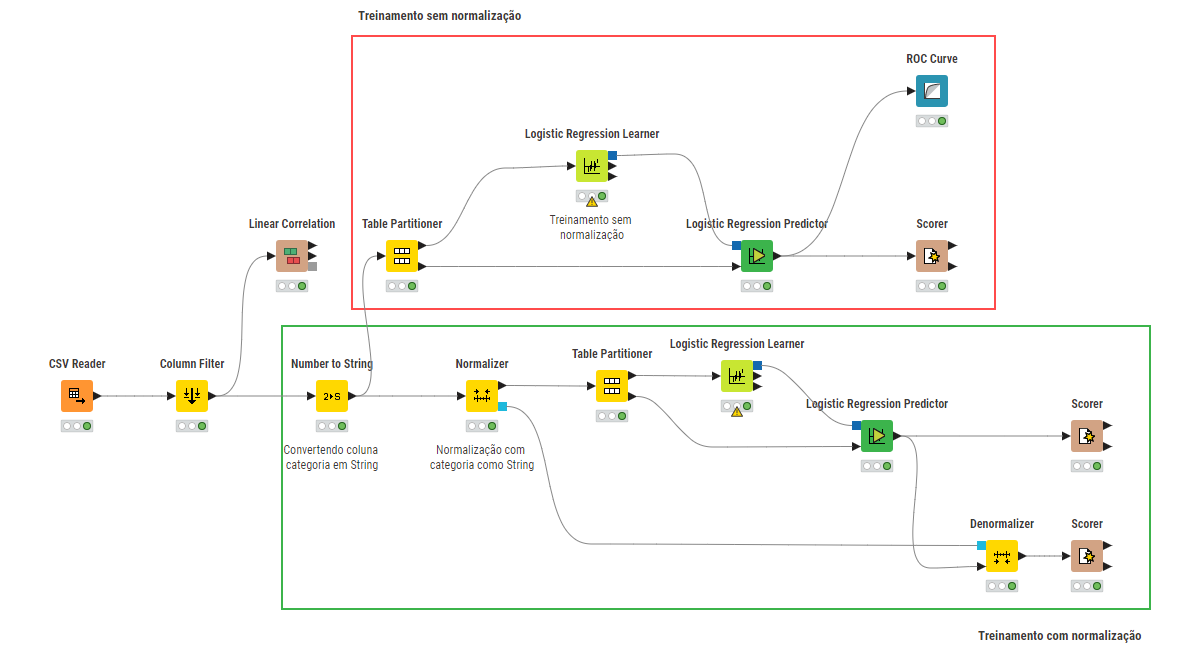 Treinamento sem normalização
ROC Curve
Logistic Regression Learner
Treinamento sem
normalização
Linear Correlation
Table Partitioner
Logistic Regression Predictor
Scorer
CSV Reader
Column Filter
Number to String
2▸S
Convertendo coluna
categoria em String
Normalizer
Normalização com
categoria como String
Table Partitioner
Logistic Regression Learner
Logistic Regression Predictor
Scorer
Denormalizer
Scorer
Treinamento com normalização